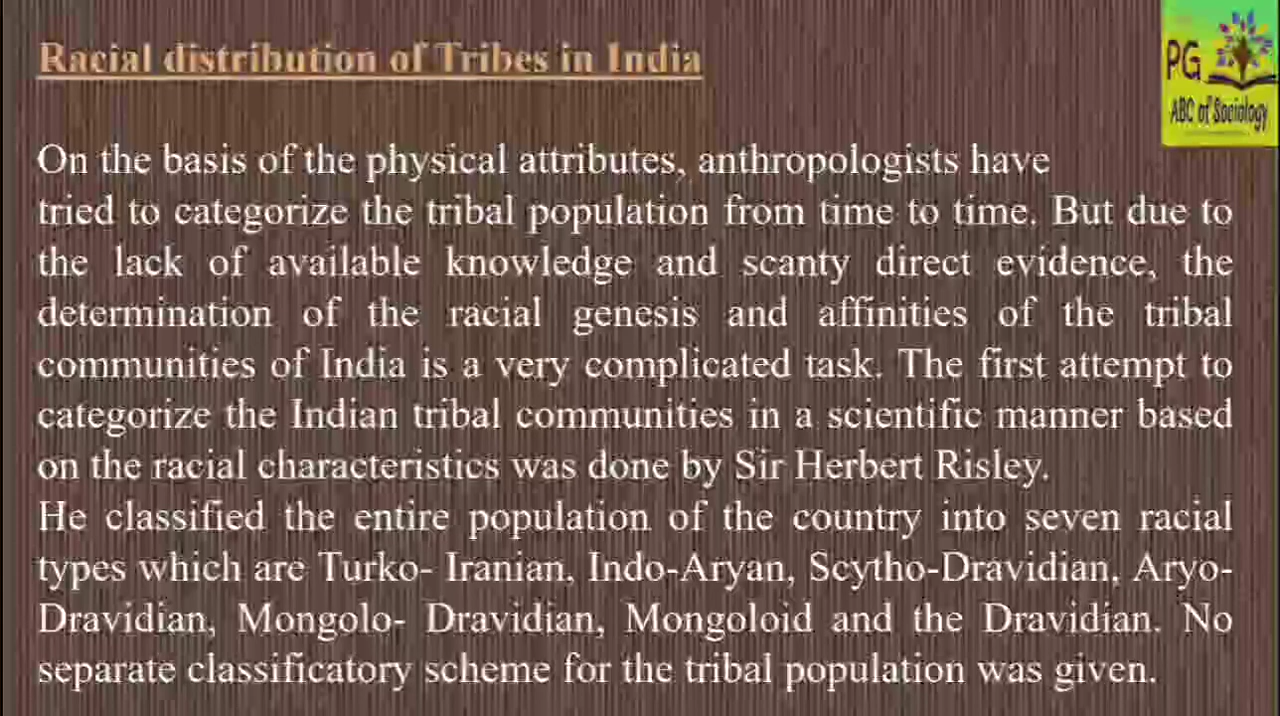 Racial distribution of Tribes in India
PG
ABC of Sociology
On the basis of the physical attributes, anthropologists have
tried to categorize the tribal population from time to time. But due to
the lack of available knowledge and scanty direct evidence, the
determination of the racial genesis and affinities of the tribal
communities of India is a very complicated task. The first attempt to
categorize the Indian tribal communities in a scientific manner based
on the racial characteristics was done by Sir Herbert Risley.
He classified the entire population of the country into seven racial
types which are Turko- Iranian, Indo-Aryan, Scytho-Dravidian, Aryo-
Dravidian, Mongolo- Dravidian, Mongoloid and the Dravidian. No
separate classificatory scheme for the tribal population was given.